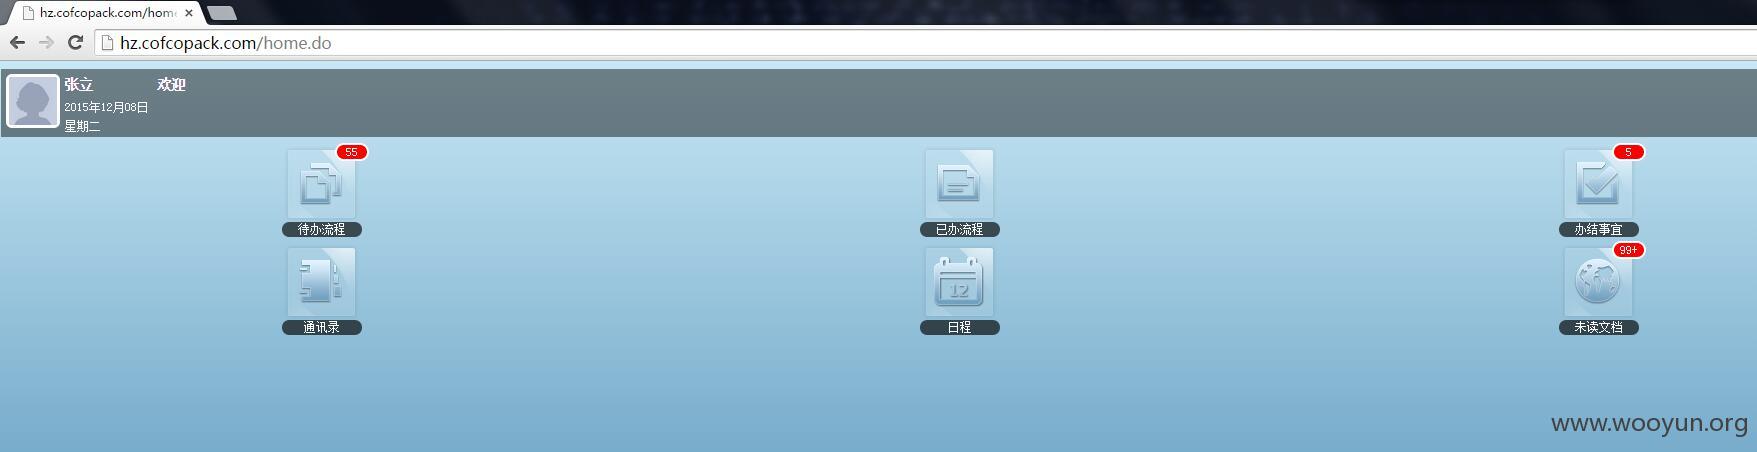 hz.cofcopack.com/home
hz.cofcopack.com/home.do
张立 欢迎
2015年12月08日
星期二
55
5
待办流程
已办流程
办结事宜
99+
12
通讯录
日程
未读文档
www.wooyun.org